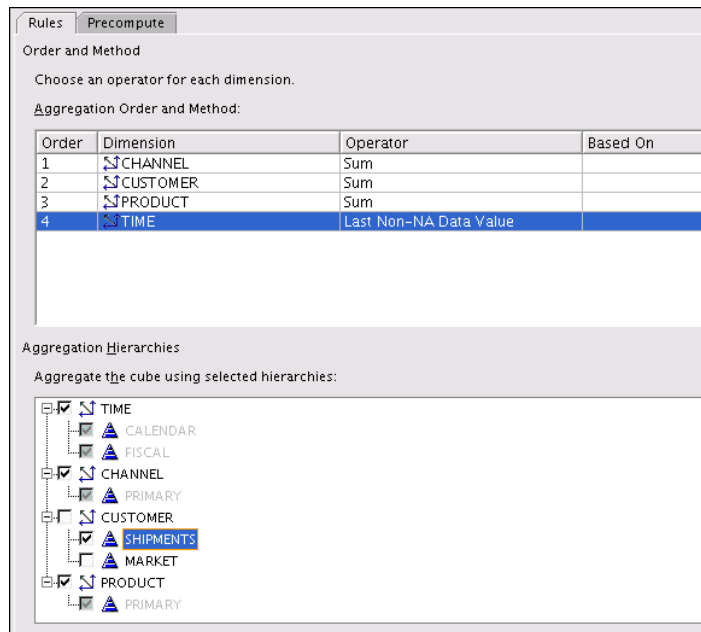 Rules Precompute
Order and Method
Choose an operator for each dimension.
Aggregation Order and Method:
Order Dimension Operator Based On
1 CHANNEL Sum
2 CUSTOMER Sum
3 PRODUCT Sum
4 TIME Last Non-NA Data Value
Aggregation Hierarchies
Aggregate the cube using selected hierarchies:
TIME
CALENDAR
FISCAL
CHANNEL
PRIMARY
CUSTOMER
SHIPMENTS
MARKET
PRODUCT
PRIMARY